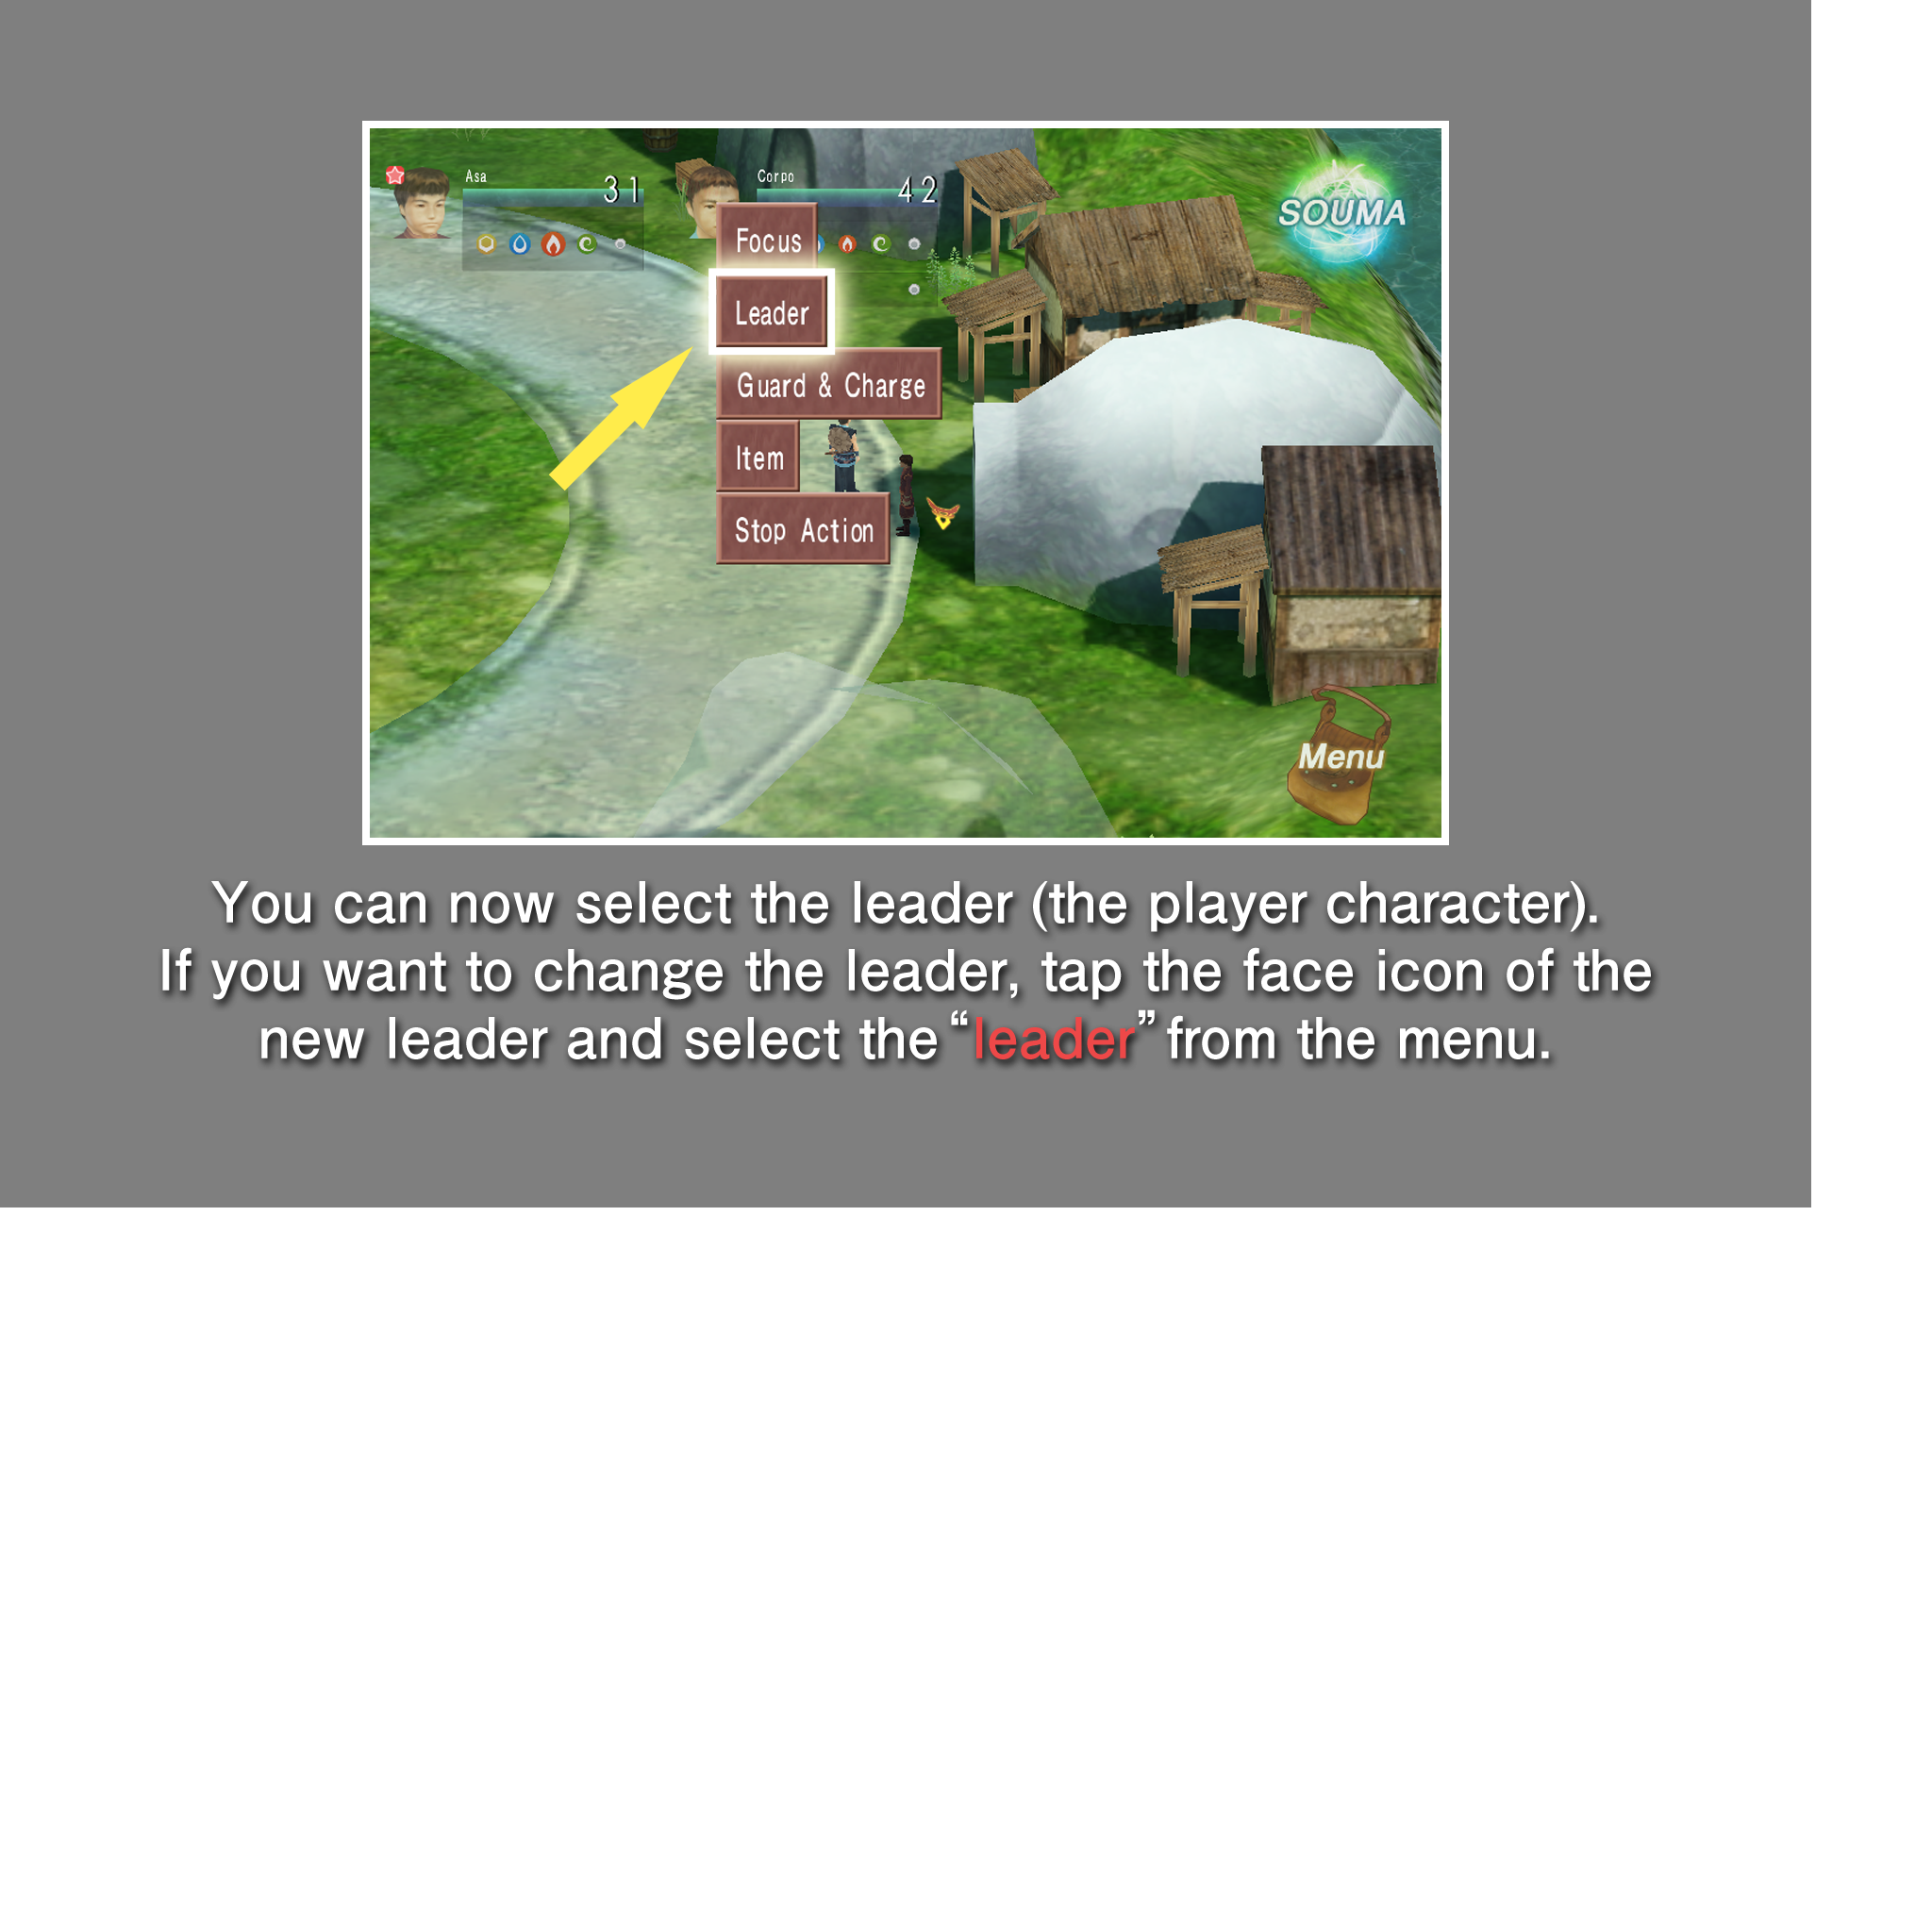 Asa
31
Corpo
42
SOUMA
Focus
Leader
Guard & Charge
Item
Stop Action
Menu
You can now select the leader (the player character).
If you want to change the leader, tap the face icon of the
new leader and select the “leader” from the menu.